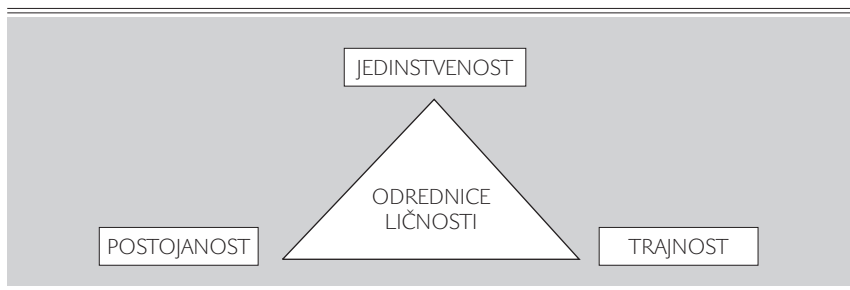 JEDINSTVENOST
ODREDNICE
LIČNOSTI
POSTOJANOST
TRAJNOST